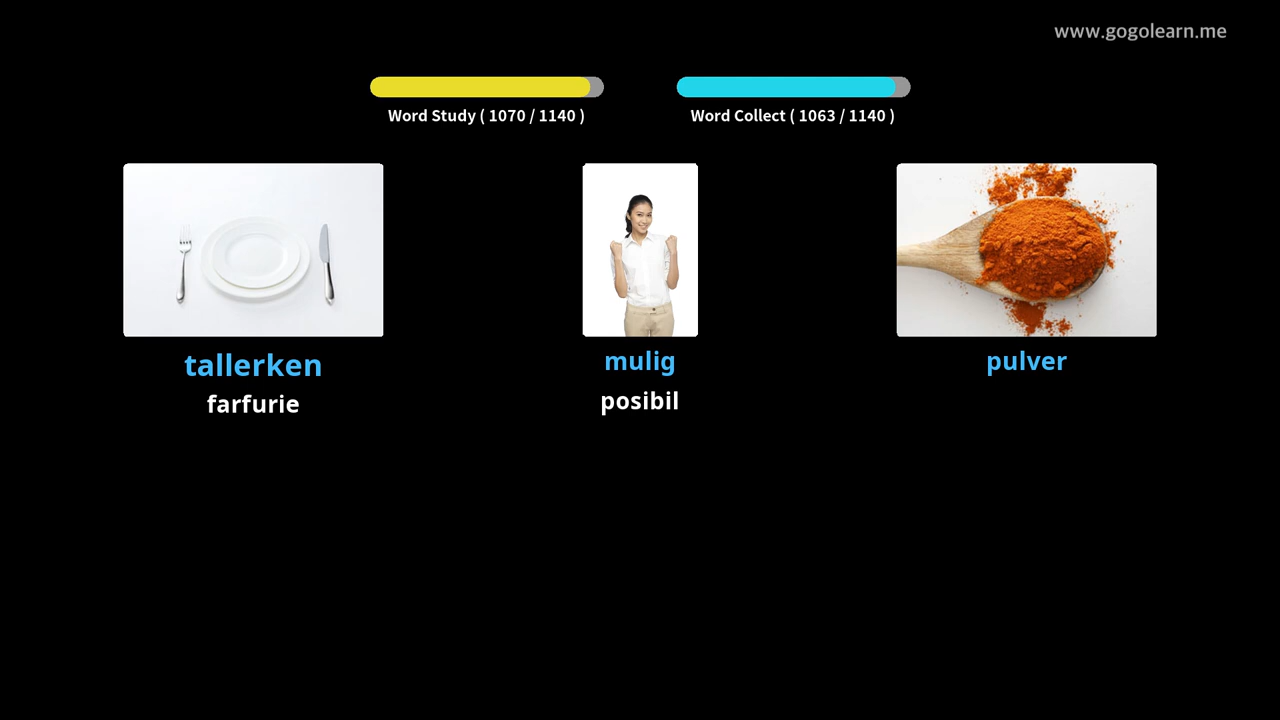 www.gogolearn.me
Word Study ( 1070 / 1140 )
Word Collect ( 1063 / 1140 )
tallerken
farfurie
mulig
posibil
pulver